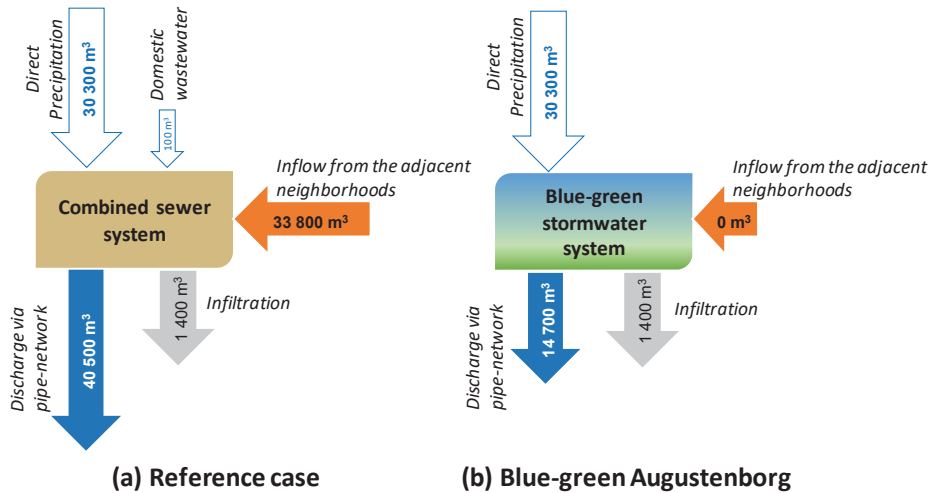 Direct
Precipitation
30 300 m³
Domestic
wastewater
100 m³
Inflow from the adjacent
neighborhoods
33 800 m³
Combined sewer
system
Discharge via
pipe-network
40 500 m³
1 400 m³
Infiltration
(a) Reference case
Direct
Precipitation
30 300 m³
Inflow from the adjacent
neighborhoods
0 m³
Blue-green
stormwater
system
Discharge via
pipe-network
14 700 m³
1 400 m³
Infiltration
(b) Blue-green Augustenborg